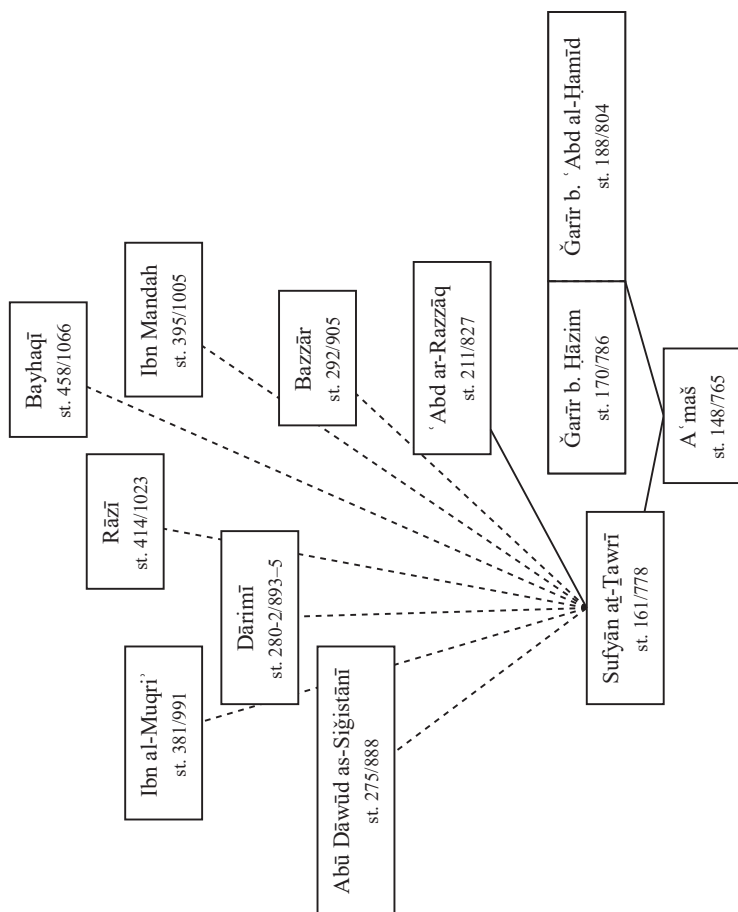 Bayhaqī
st. 458/1066
Ibn Mandah
st. 395/1005
Rāzī
st. 414/1023
Ibn al-Muqriʾ
st. 381/991
Bazzār
st. 292/905
Dārimī
st. 280-2/893–5
Abū Dāwūd as-Siğistānī
st. 275/888
ʿAbd ar-Razzāq
st. 211/827
Ğarīr b. Ḥāzim
st. 170/786
Ğarīr b. ʿAbd al-Ḥamīd
st. 188/804
Sufyān aṯ-Ṯawrī
st. 161/778
Aʿmaš
st. 148/765